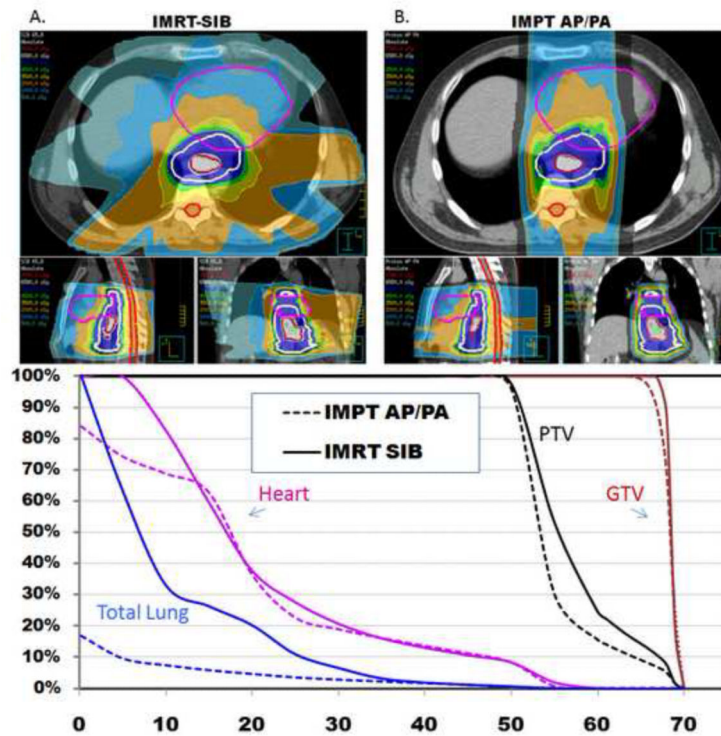 A.
IMRT-SIB
B.
IMPT AP/PA
100%
90%
80%
70%
60%
50%
40%
30%
20%
10%
0%
IMPT AP/PA
IMRT SIB
PTV
Heart
GTV
Total Lung
0
10
20
30
40
50
60
70